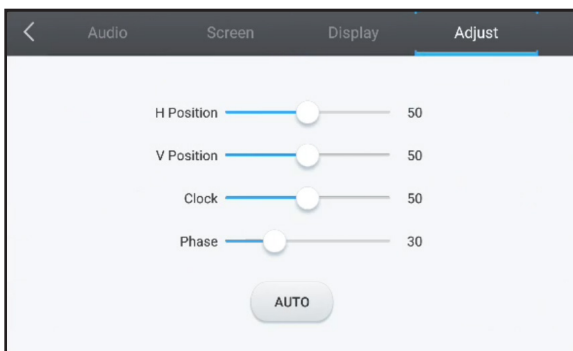 Audio Screen Display Adjust
H Position 50
V Position 50
Clock 50
Phase 30
AUTO